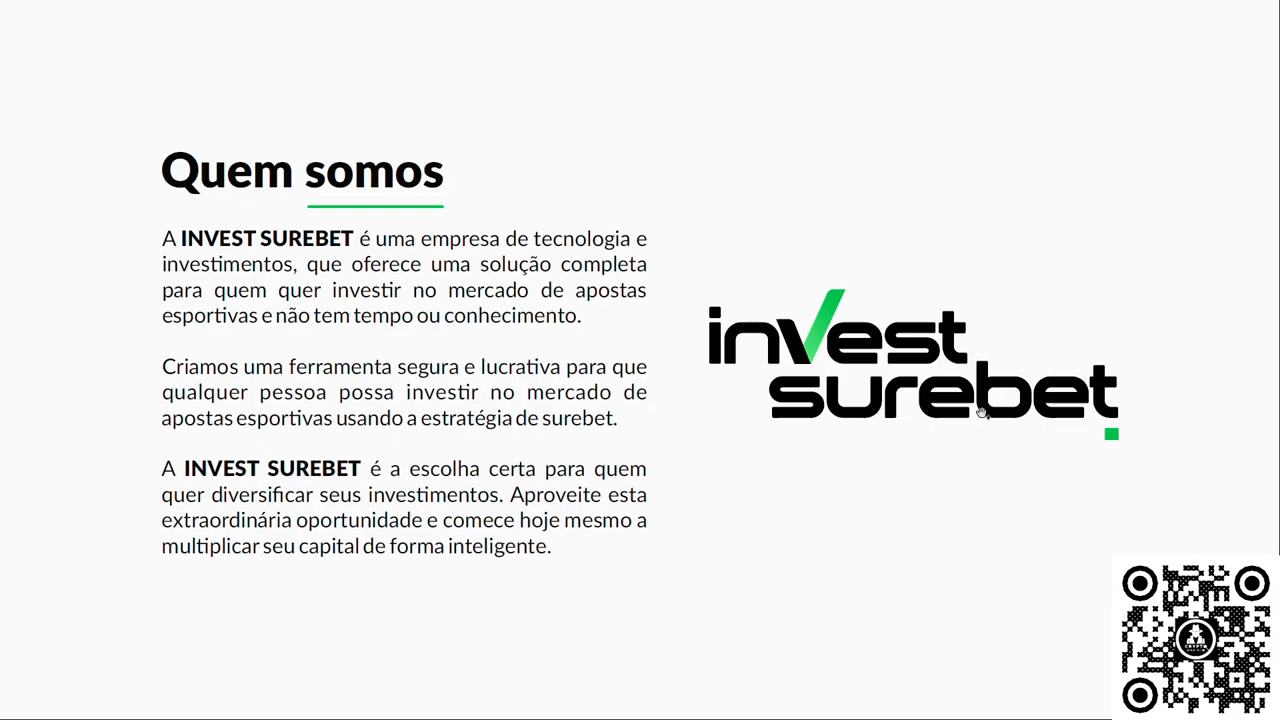 Quem somos
A INVEST SUREBET é uma empresa de tecnologia e
investimentos, que oferece uma solução completa
para quem quer investir no mercado de apostas
esportivas e não tem tempo ou conhecimento.
Criamos uma ferramenta segura e lucrativa para que
qualquer pessoa possa investir no mercado de
apostas esportivas usando a estratégia de surebet.
A INVEST SUREBET é a escolha certa para quem
quer diversificar seus investimentos. Aproveite esta
extraordinária oportunidade e comece hoje mesmo a
multiplicar seu capital de forma inteligente.
invest
surebet